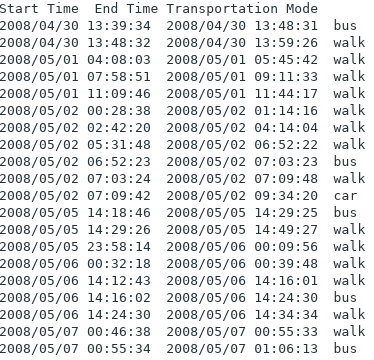 Start Time  End Time Transportation Mode
2008/04/30 13:39:34  2008/04/30 13:48:31  bus
2008/04/30 13:48:32  2008/04/30 13:59:26  walk
2008/05/01 04:08:03  2008/05/01 05:45:42  walk
2008/05/01 07:58:51  2008/05/01 09:11:33  walk
2008/05/01 11:09:46  2008/05/01 11:44:17  walk
2008/05/02 00:28:38  2008/05/02 01:14:16  walk
2008/05/02 02:42:20  2008/05/02 04:14:04  walk
2008/05/02 05:31:48  2008/05/02 06:52:22  walk
2008/05/02 06:52:23  2008/05/02 07:03:23  bus
2008/05/02 07:03:24  2008/05/02 07:09:48  walk
2008/05/02 07:09:42  2008/05/02 09:34:20  car
2008/05/05 14:18:46  2008/05/05 14:29:25  bus
2008/05/05 14:29:26  2008/05/05 14:49:27  walk
2008/05/05 23:58:14  2008/05/06 00:09:56  walk
2008/05/06 00:32:18  2008/05/06 00:39:48  walk
2008/05/06 14:12:43  2008/05/06 14:16:01  walk
2008/05/06 14:16:02  2008/05/06 14:24:30  bus
2008/05/06 14:24:30  2008/05/06 14:34:34  walk
2008/05/07 00:46:38  2008/05/07 00:55:33  walk
2008/05/07 00:55:34  2008/05/07 01:06:13  bus